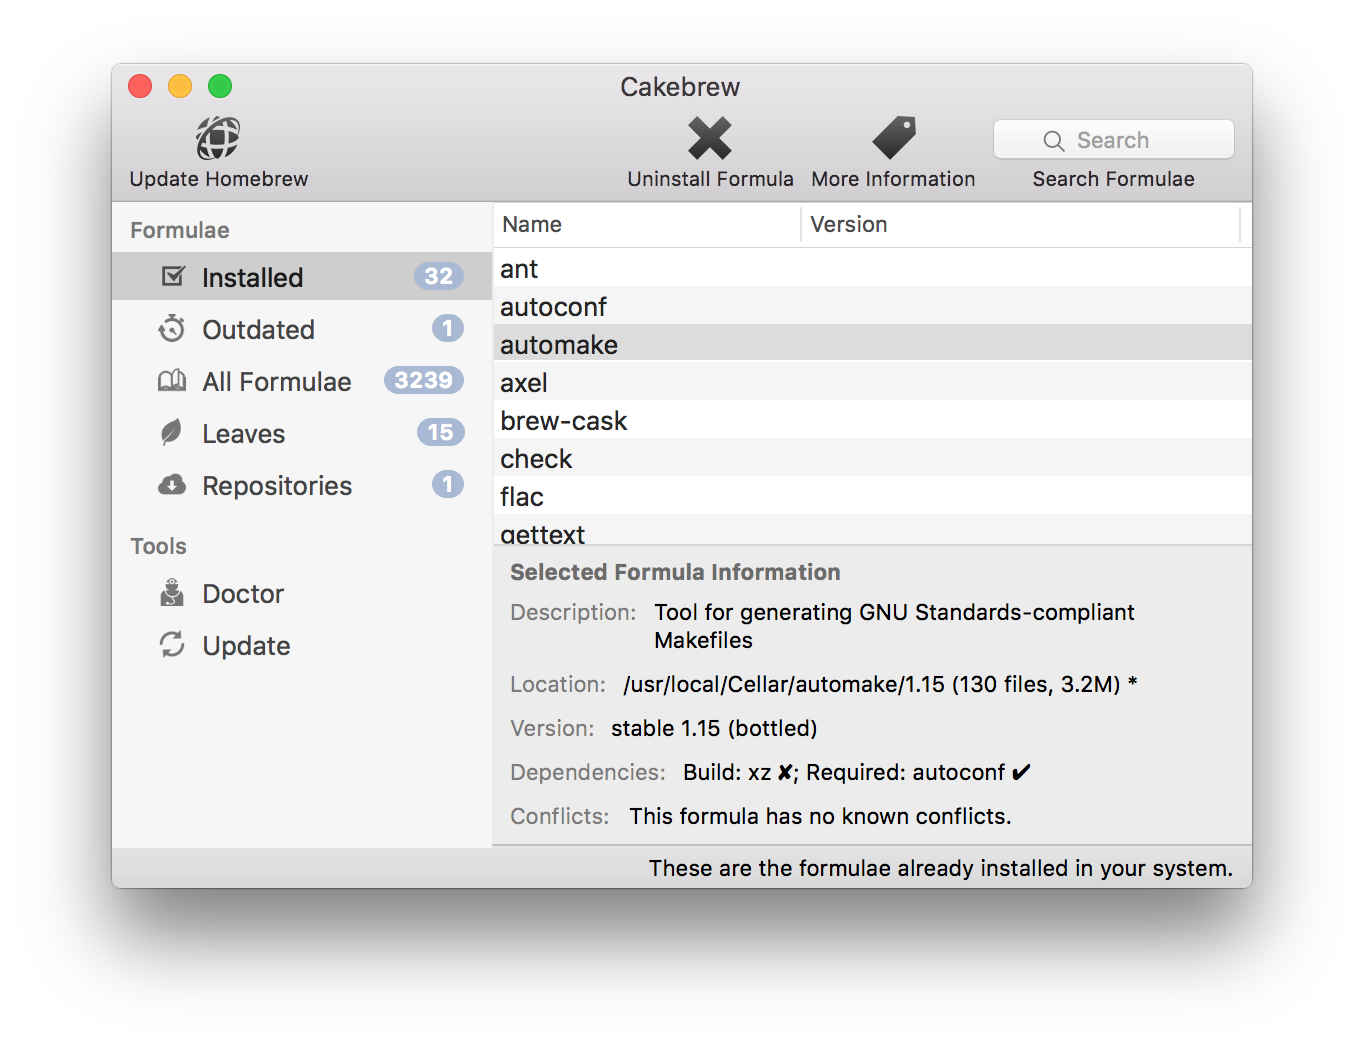 Cakebrew
Update Homebrew
Uninstall Formula
More Information
Search
Search Formulae
Formulae
Installed 32
Outdated 1
All Formulae 3239
Leaves 15
Repositories 1
Tools
Doctor
Update
Name Version
ant
autoconf
automake
axel
brew-cask
check
flac
gettext
Selected Formula Information
Description: Tool for generating GNU Standards-compliant
Makefiles
Location: /usr/local/Cellar/automake/1.15 (130 files, 3.2M) *
Version: stable 1.15 (bottled)
Dependencies: Build: xz ✘; Required: autoconf ✔
Conflicts: This formula has no known conflicts.
These are the formulae already installed in your system.